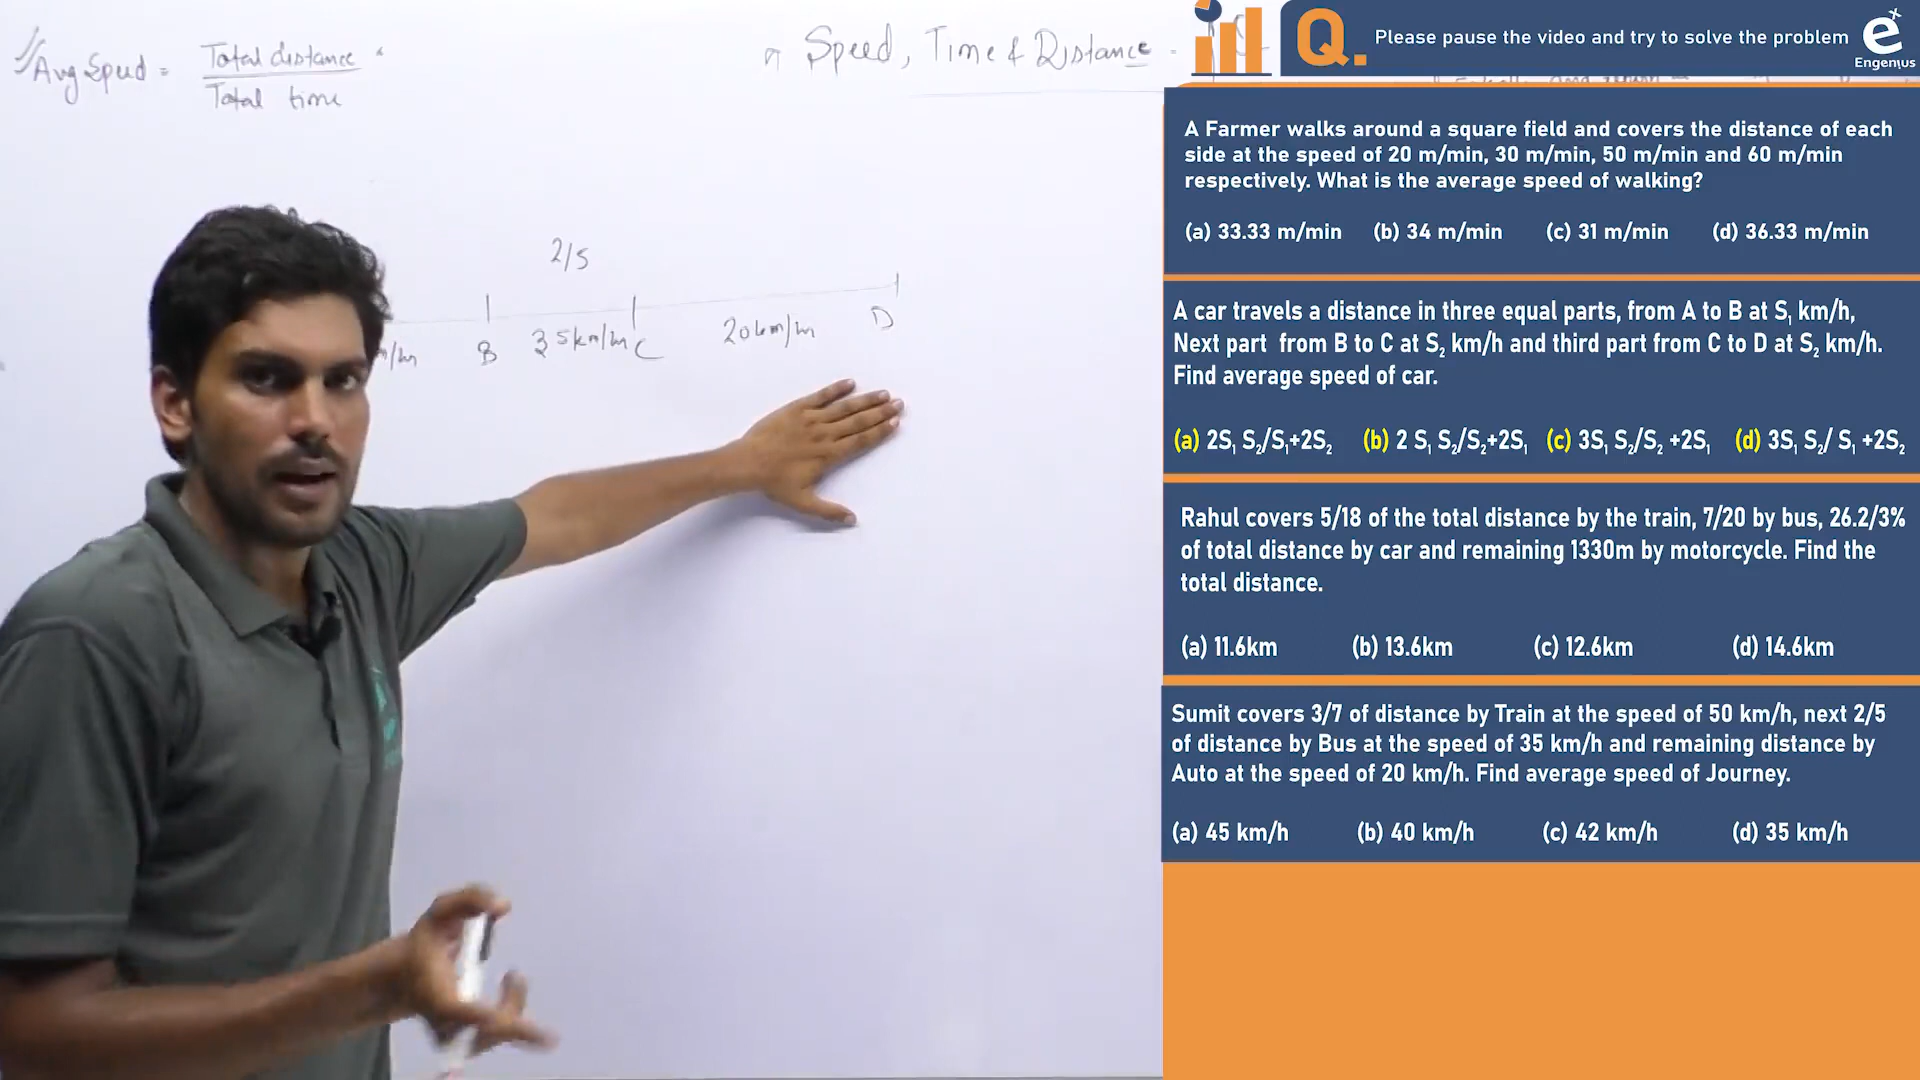 Avg Speed = Total distance
Total time
Speed, Time & Distance
2/5
B 35km/h C 20km/h D
Q. Please pause the video and try to solve the problem
ex
Engenius
A Farmer walks around a square field and covers the distance of each
side at the speed of 20 m/min, 30 m/min, 50 m/min and 60 m/min
respectively. What is the average speed of walking?
(a) 33.33 m/min (b) 34 m/min (c) 31 m/min (d) 36.33 m/min
A car travels a distance in three equal parts, from A to B at S₁ km/h,
Next part from B to C at S₂ km/h and third part from C to D at S₂ km/h.
Find average speed of car.
(a) 2S₁ S₂/S₁+2S₂ (b) 2 S₁ S₂/S₂+2S₁ (c) 3S₁ S₂/S₂ +2S₁ (d) 3S₁ S₂/ S₁ +2S₂
Rahul covers 5/18 of the total distance by the train, 7/20 by bus, 26.2/3%
of total distance by car and remaining 1330m by motorcycle. Find the
total distance.
(a) 11.6km (b) 13.6km (c) 12.6km (d) 14.6km
Sumit covers 3/7 of distance by Train at the speed of 50 km/h, next 2/5
of distance by Bus at the speed of 35 km/h and remaining distance by
Auto at the speed of 20 km/h. Find average speed of Journey.
(a) 45 km/h (b) 40 km/h (c) 42 km/h (d) 35 km/h